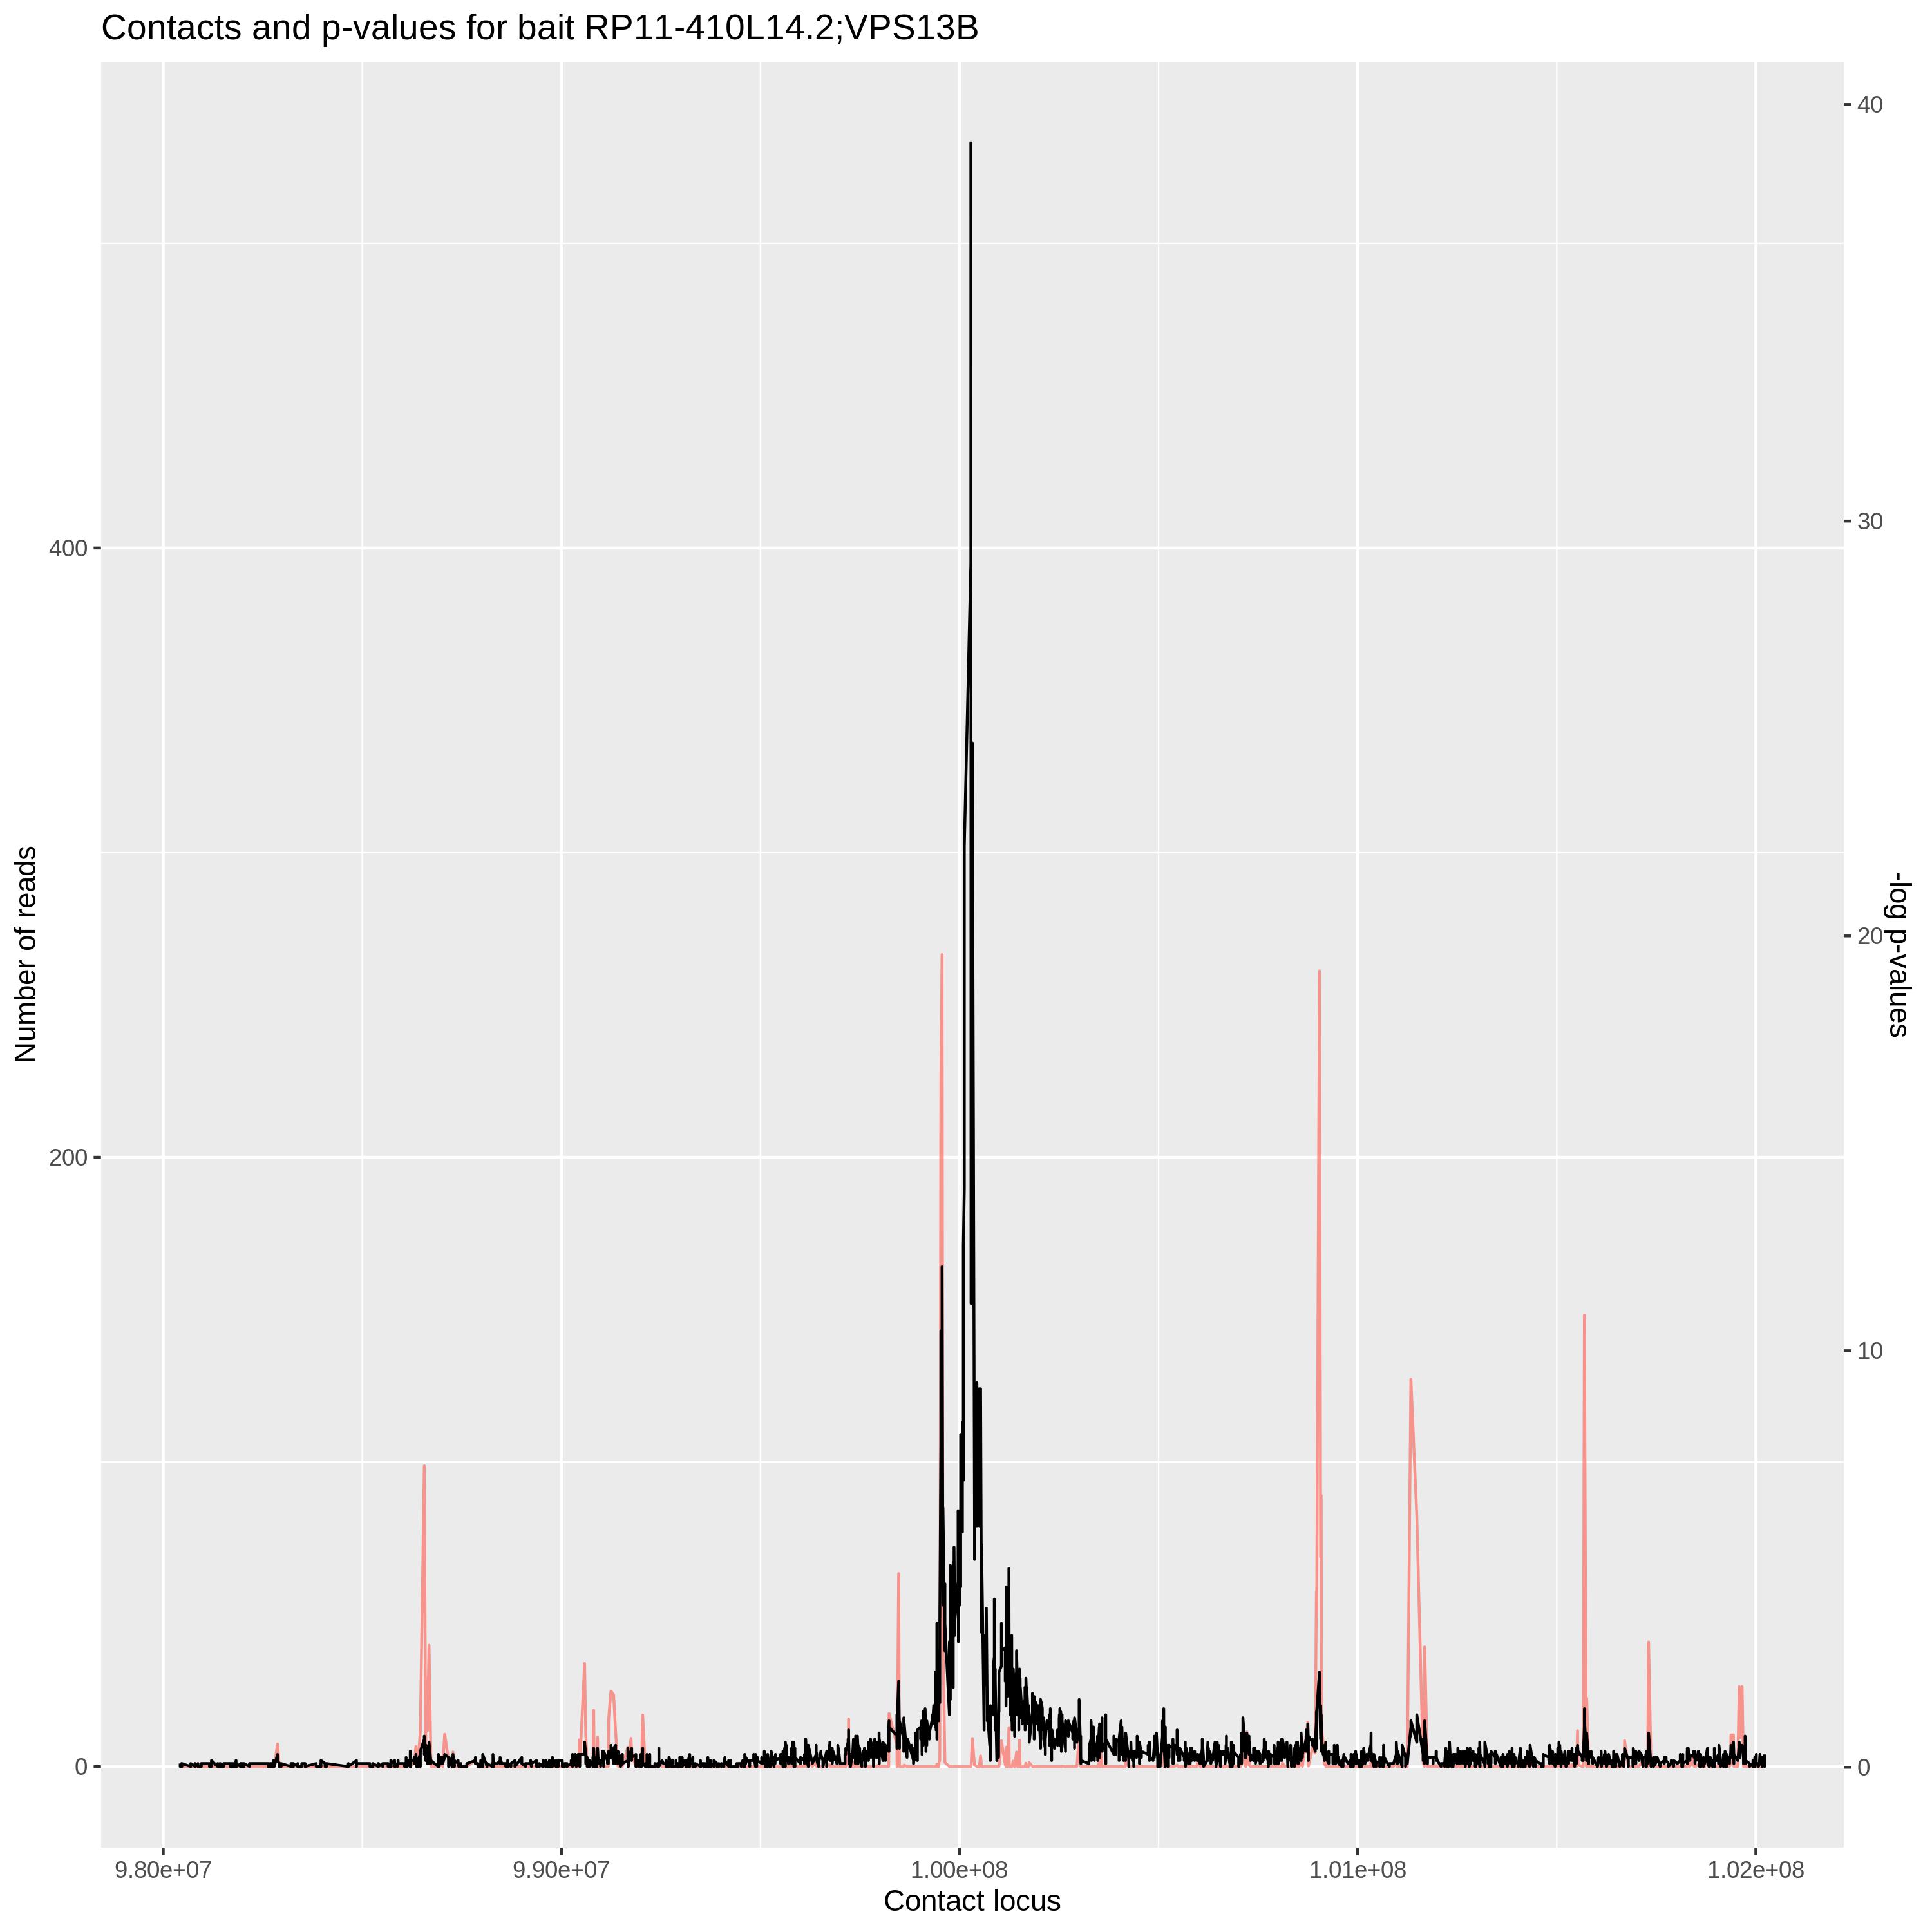 Contacts and p-values for bait RP11-410L14.2;VPS13B
Number of reads
400
200
0
40
30
20
10
0
-log p-values
9.80e+07 9.90e+07 1.00e+08 1.01e+08 1.02e+08
Contact locus